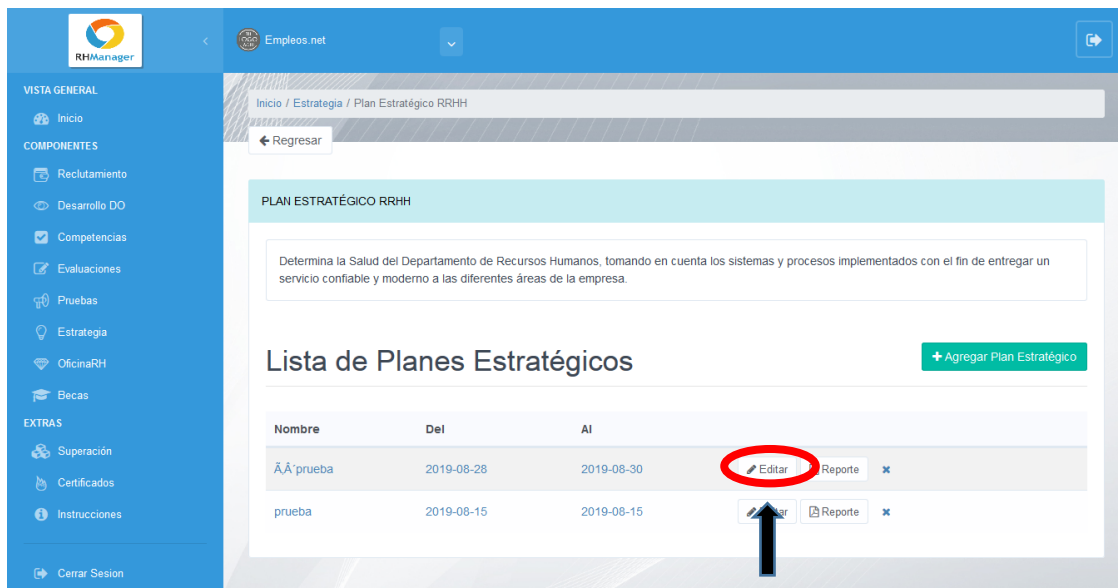 RHManager
Empleos.net
VISTA GENERAL
Inicio
COMPONENTES
Reclutamiento
Desarrollo DO
Competencias
Evaluaciones
Pruebas
Estrategia
OficinaRH
Becas
EXTRAS
Superación
Certificados
Instrucciones
Cerrar Sesion
Inicio / Estrategia / Plan Estratégico RRHH
Regresar
PLAN ESTRATÉGICO RRHH
Determina la Salud del Departamento de Recursos Humanos, tomando en cuenta los sistemas y procesos implementados con el fin de entregar un
servicio confiable y moderno a las diferentes áreas de la empresa.
Lista de Planes Estratégicos
+ Agregar Plan Estratégico
Nombre Del Al
Ã‚Â´prueba 2019-08-28 2019-08-30 Editar Reporte
prueba 2019-08-15 2019-08-15 Reporte